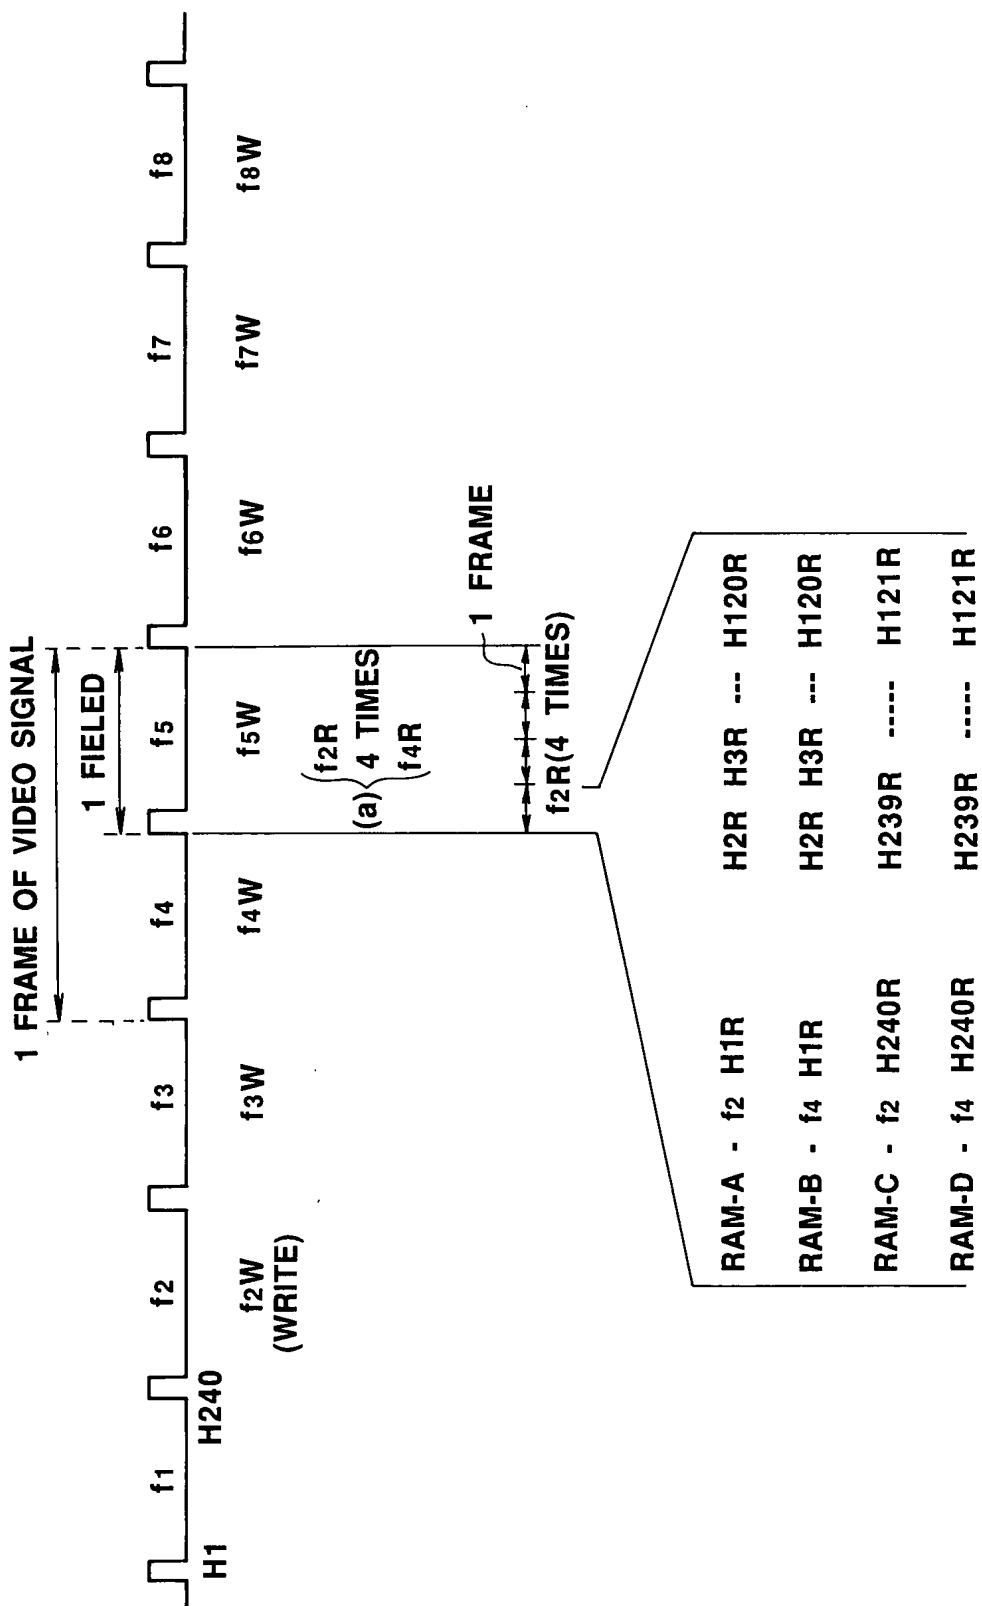 1 FRAME OF VIDEO SIGNAL
1 FIELED
f1 f2 f3 f4 f5 f6 f7 f8
H1 H240
f2W f3W f4W f5W f6W f7W f8W
(WRITE)
f2R
(a) 4 TIMES
f4R
1 FRAME
f2R(4 TIMES)
RAM-A - f2 H1R H2R H3R --- H120R
RAM-B - f4 H1R H2R H3R --- H120R
RAM-C - f2 H240R H239R ----- H121R
RAM-D - f4 H240R H239R ----- H121R